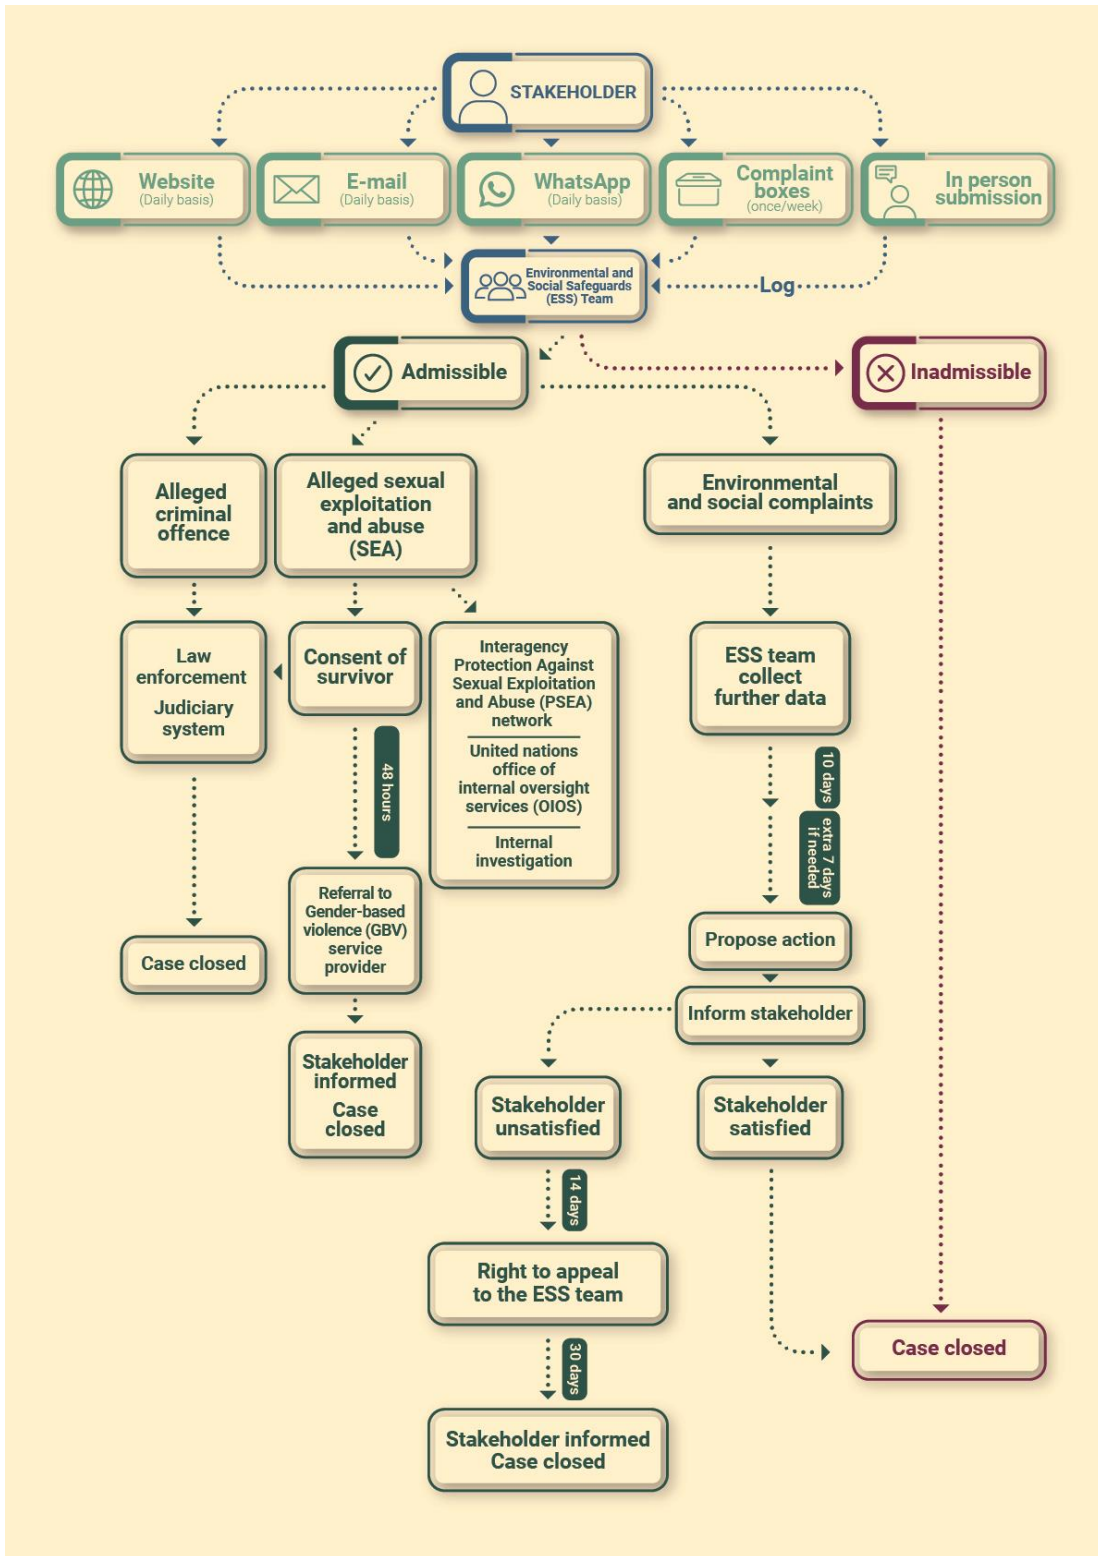 STAKEHOLDER
Website
(Daily basis)
E-mail
(Daily basis)
WhatsApp
(Daily basis)
Complaint
boxes
(once/week)
In person
submission
Environmental and
Social Safeguards
(ESS) Team
Log
Admissible
Inadmissible
Alleged
criminal
offence
Alleged sexual
exploitation
and abuse
(SEA)
Environmental
and social complaints
Law
enforcement
Judiciary
system
Consent of
survivor
Interagency
Protection Against
Sexual Exploitation
and Abuse (PSEA)
network
United nations
office of
internal oversight
services (OIOS)
Internal
investigation
ESS team
collect
further data
48 hours
10 days
extra 7 days
if needed
Referral to
Gender-based
violence (GBV)
service
provider
Propose action
Case closed
Inform stakeholder
Stakeholder
informed
Case
closed
Stakeholder
unsatisfied
Stakeholder
satisfied
14 days
Right to appeal
to the ESS team
30 days
Case closed
Stakeholder informed
Case closed